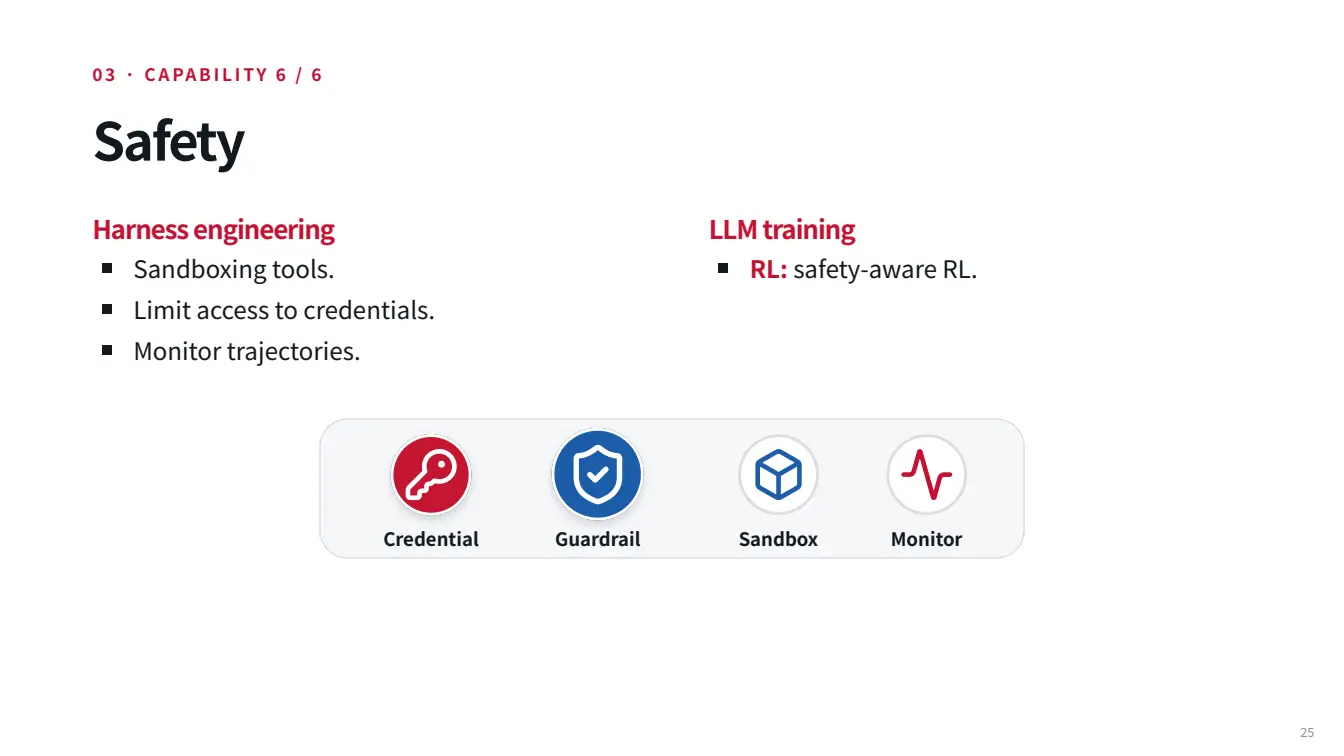 03 · CAPABILITY 6 / 6
Safety
Harness engineering
▪ Sandboxing tools.
▪ Limit access to credentials.
▪ Monitor trajectories.
LLM training
▪ RL: safety-aware RL.
Credential
Guardrail
Sandbox
Monitor
25